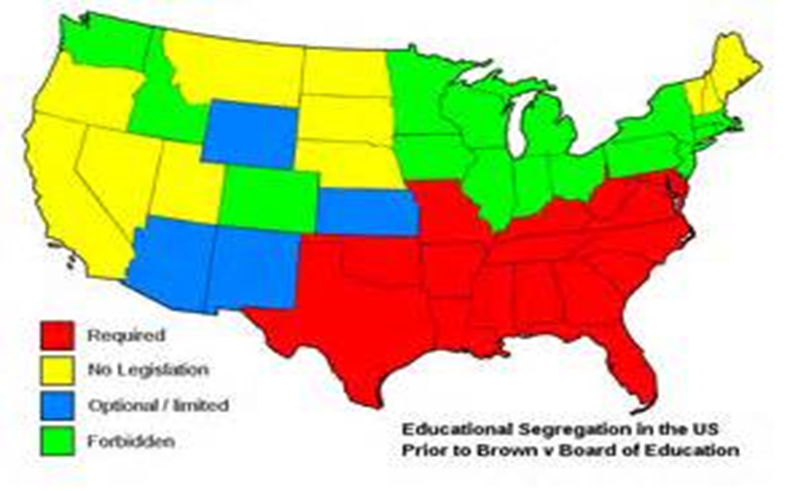 Required
No Legislation
Optional / limited
Forbidden
Educational Segregation in the US
Prior to Brown v Board of Education